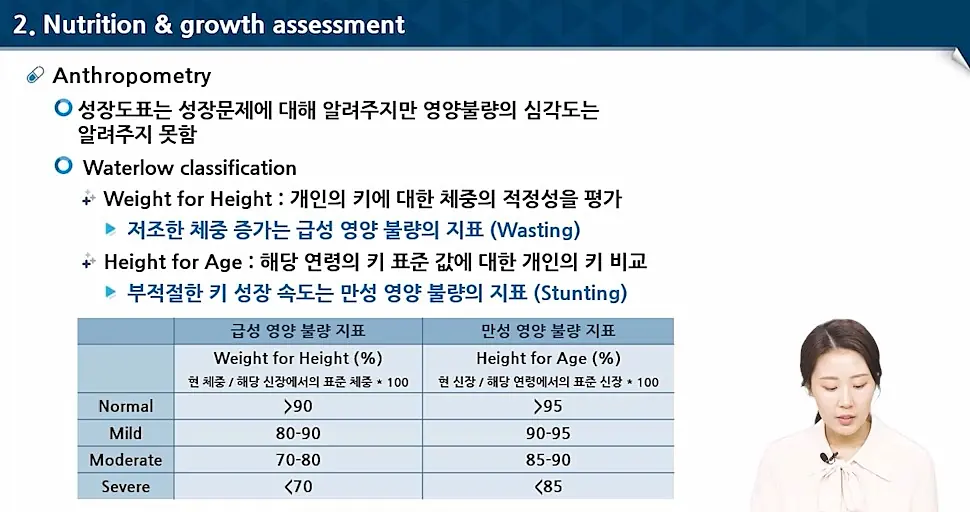 2. Nutrition & growth assessment
Anthropometry
성장도표는 성장문제에 대해 알려주지만 영양불량의 심각도는
알려주지 못함
Waterlow classification
Weight for Height : 개인의 키에 대한 체중의 적정성을 평가
저조한 체중 증가는 급성 영양 불량의 지표 (Wasting)
Height for Age : 해당 연령의 키 표준 값에 대한 개인의 키 비교
부적절한 키 성장 속도는 만성 영양 불량의 지표 (Stunting)
급성 영양 불량 지표 만성 영양 불량 지표
Weight for Height (%) Height for Age (%)
현 체중 / 해당 신장에서의 표준 체중 * 100 현 신장 / 해당 연령에서의 표준 신장 * 100
Normal >90 >95
Mild 80-90 90-95
Moderate 70-80 85-90
Severe <70 <85